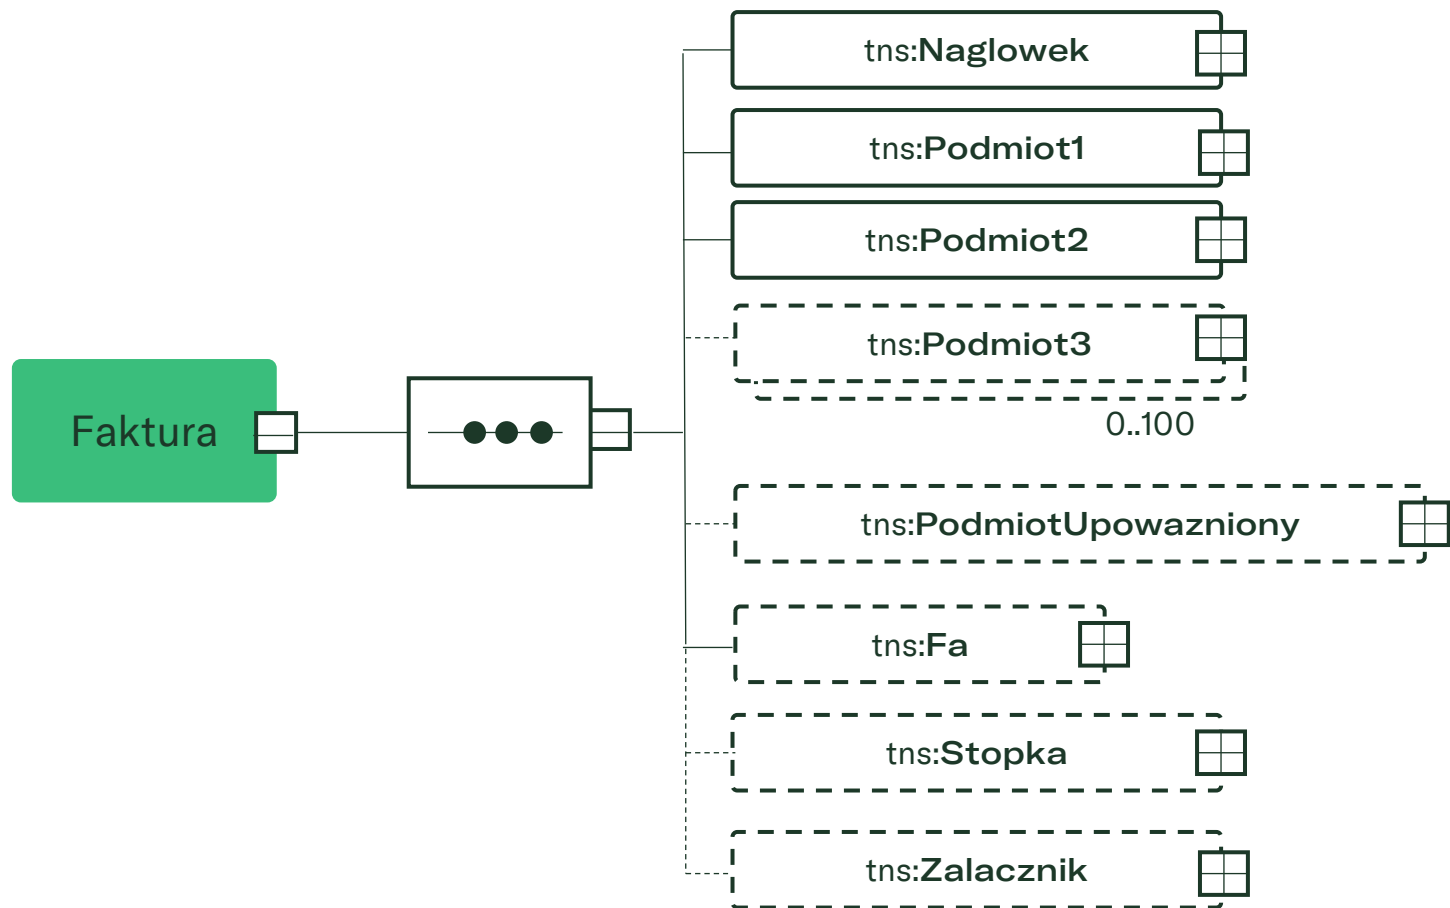 tns:Naglowek
tns:Podmiot1
tns:Podmiot2
tns:Podmiot3
0..100
Faktura
tns:PodmiotUpowazniony
tns:Fa
tns:Stopka
tns:Zalacznik